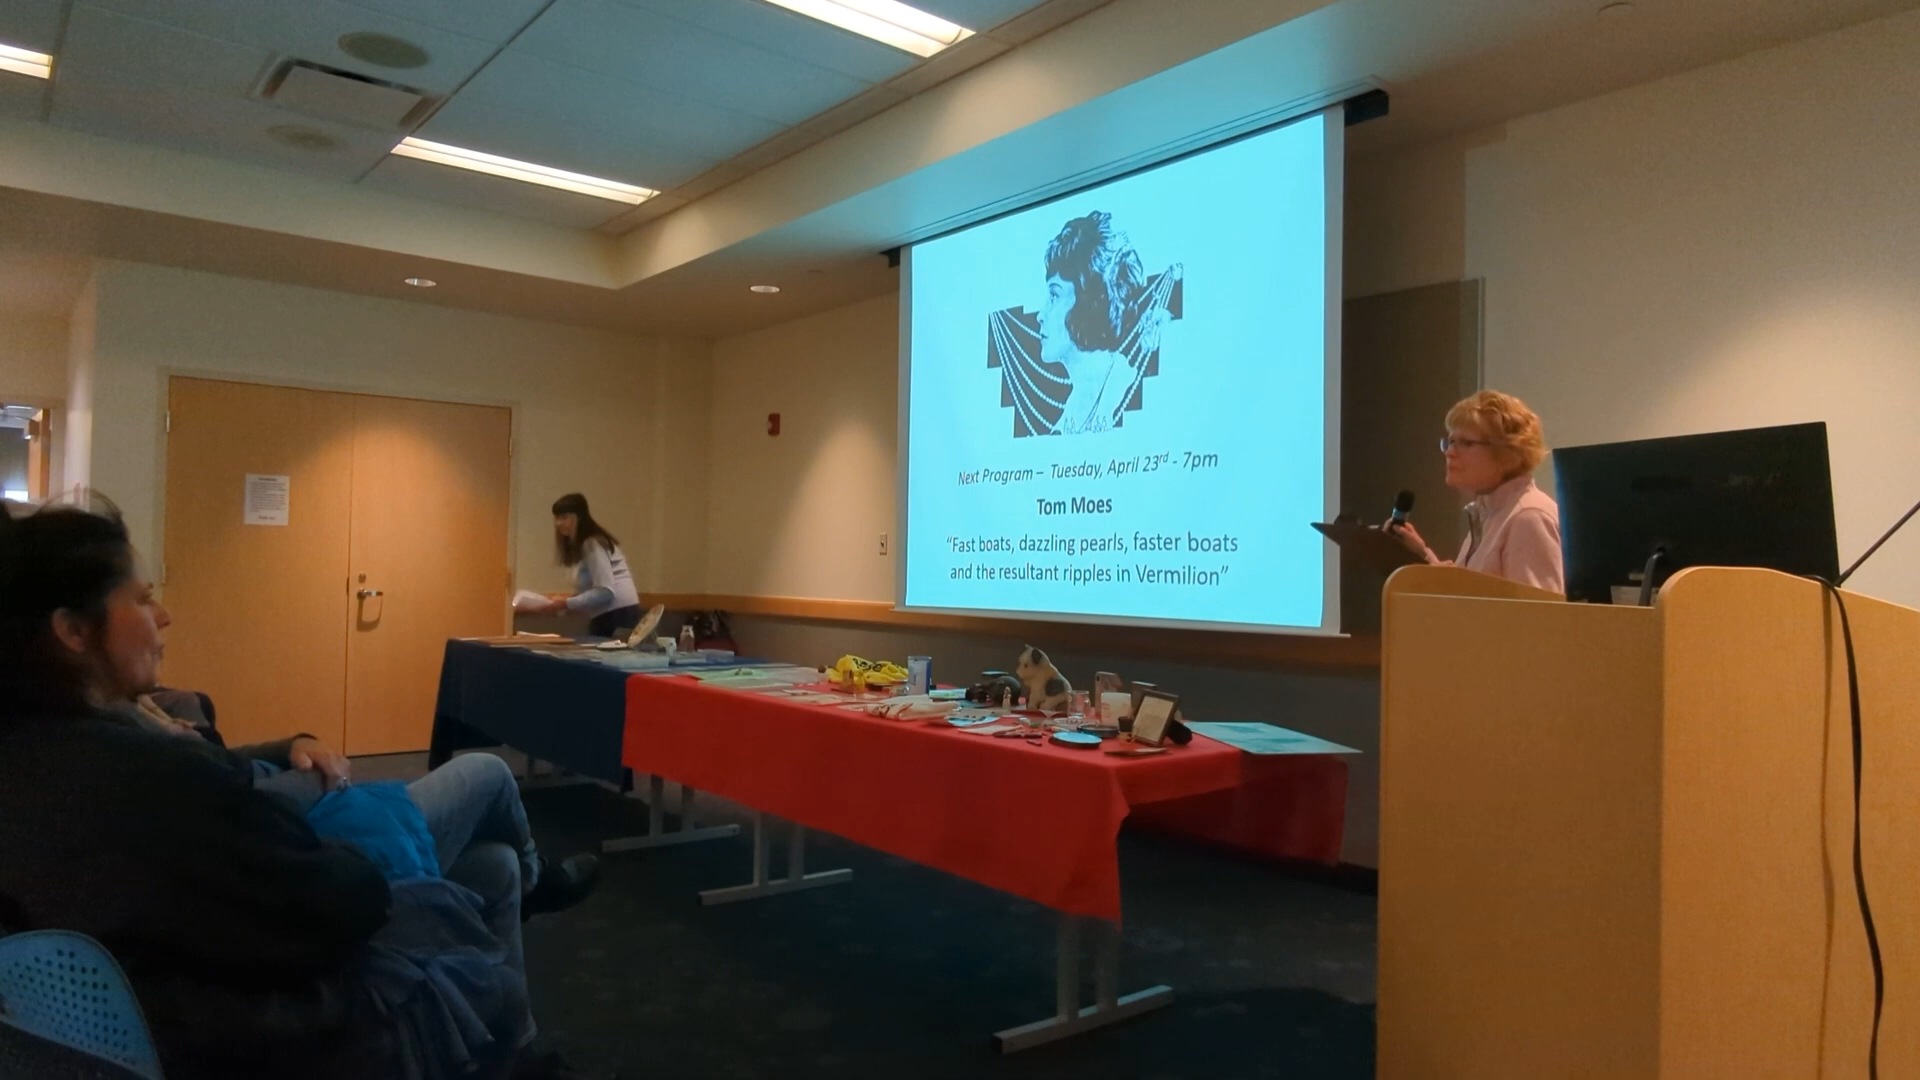 Next Program – Tuesday, April 23rd - 7pm
Tom Moes
“Fast boats, dazzling pearls, faster boats
and the resultant ripples in Vermilion”